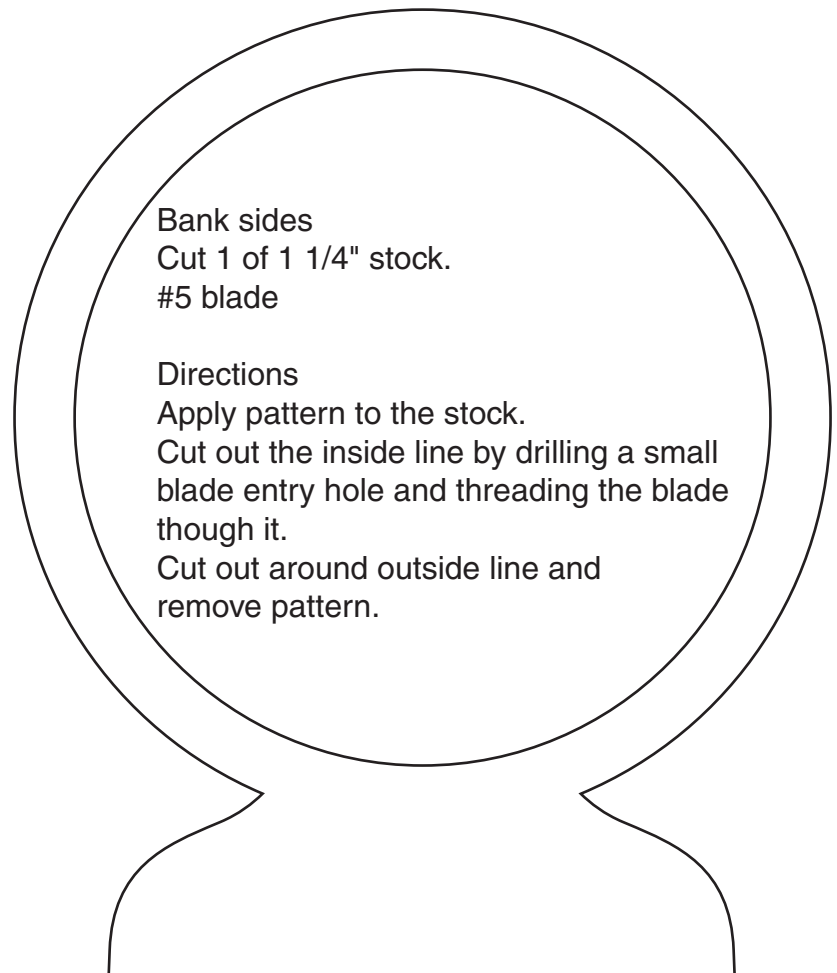 Bank sides
Cut 1 of 1 1/4" stock.
#5 blade
Directions
Apply pattern to the stock.
Cut out the inside line by drilling a small
blade entry hole and threading the blade
though it.
Cut out around outside line and
remove pattern.